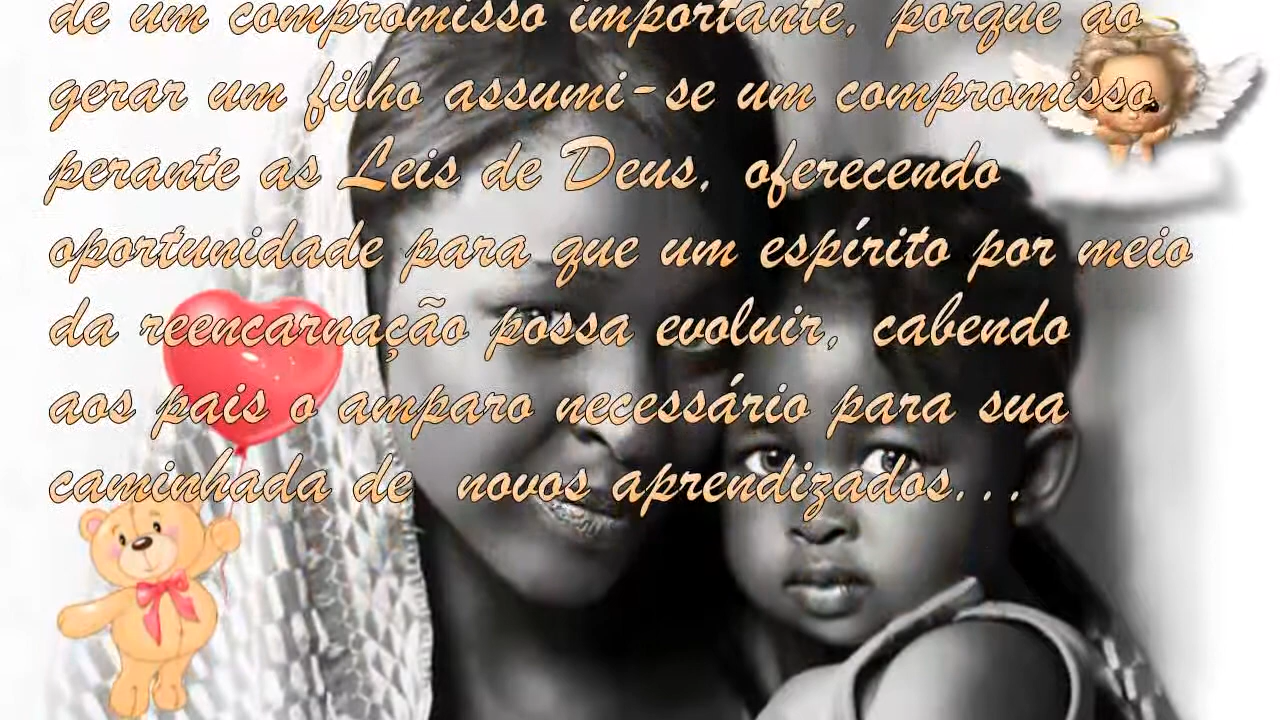 de um compromisso importante, porque ao
gerar um filho assumi-se um compromisso
perante as Leis de Deus, oferecendo
oportunidade para que um espírito por meio
da reencarnação possa evoluir, cabendo
aos pais o amparo necessário para sua
caminhada de novos aprendizados...